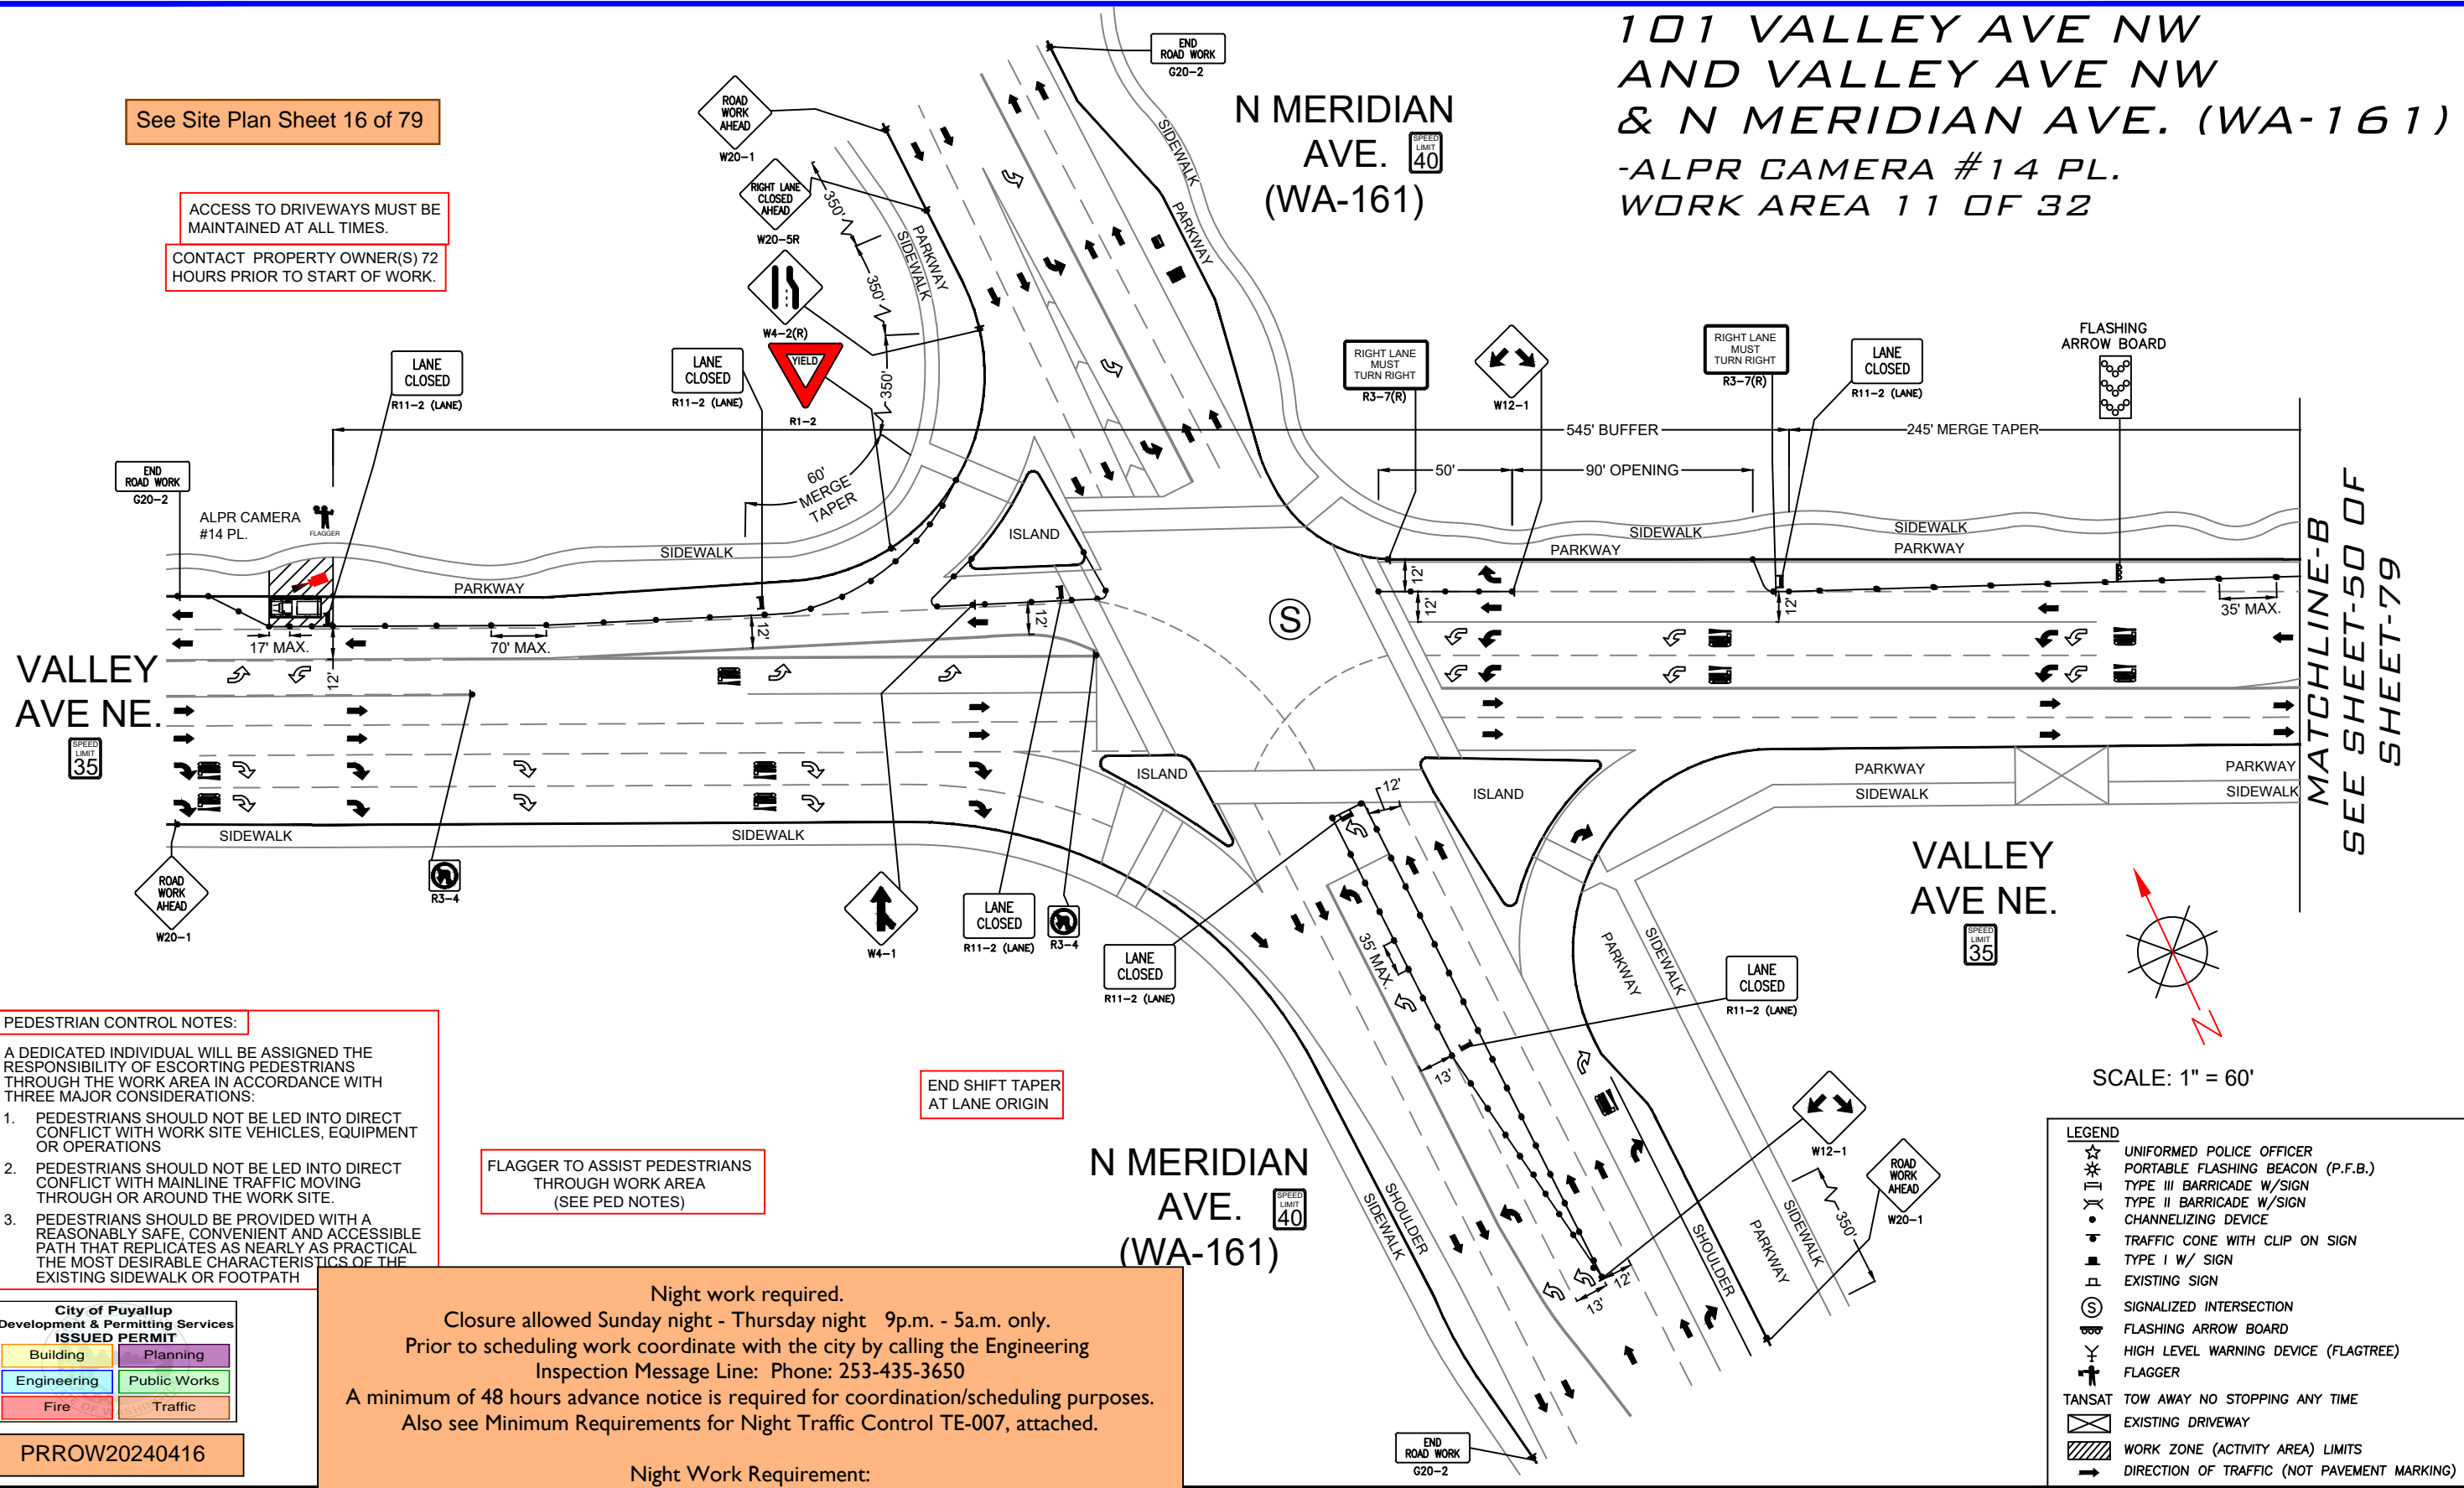 101 VALLEY AVE NW
AND VALLEY AVE NW
& N MERIDIAN AVE. (WA-161)
-ALPR CAMERA #14 PL.
WORK AREA 11 OF 32
See Site Plan Sheet 16 of 79
ACCESS TO DRIVEWAYS MUST BE
MAINTAINED AT ALL TIMES.
CONTACT PROPERTY OWNER(S) 72
HOURS PRIOR TO START OF WORK.
ROAD
WORK
AHEAD
W20-1
RIGHT LANE
CLOSED
AHEAD
W20-5R
W4-2(R)
YIELD
R1-2
350'
350'
350'
60'
MERGE
TAPER
PARKWAY
SIDEWALK
END
ROAD WORK
G20-2
N MERIDIAN
AVE.
(WA-161)
SPEED
LIMIT
40
SIDEWALK
PARKWAY
LANE
CLOSED
R11-2 (LANE)
LANE
CLOSED
R11-2 (LANE)
END
ROAD WORK
G20-2
ALPR CAMERA
#14 PL.
FLAGGER
SIDEWALK
PARKWAY
ISLAND
RIGHT LANE
MUST
TURN RIGHT
R3-7(R)
W12-1
RIGHT LANE
MUST
TURN RIGHT
R3-7(R)
LANE
CLOSED
R11-2 (LANE)
FLASHING
ARROW BOARD
545' BUFFER
245' MERGE TAPER
50'
90' OPENING
SIDEWALK
SIDEWALK
PARKWAY
PARKWAY
12'
12'
12'
35' MAX.
MATCHLINE-B
SEE SHEET-50 OF
SHEET-79
S
17' MAX.
70' MAX.
12'
12'
12'
VALLEY
AVE NE.
SPEED
LIMIT
35
SIDEWALK
SIDEWALK
ROAD
WORK
AHEAD
W20-1
R3-4
W4-1
LANE
CLOSED
R11-2 (LANE)
R3-4
LANE
CLOSED
R11-2 (LANE)
ISLAND
ISLAND
12'
35' MAX.
13'
PARKWAY
SIDEWALK
PARKWAY
SIDEWALK
PARKWAY
SIDEWALK
VALLEY
AVE NE.
SPEED
LIMIT
35
LANE
CLOSED
R11-2 (LANE)
N
SCALE: 1" = 60'
W12-1
ROAD
WORK
AHEAD
W20-1
350'
12'
13'
SHOULDER
PARKWAY
SIDEWALK
SHOULDER
SIDEWALK
END SHIFT TAPER
AT LANE ORIGIN
FLAGGER TO ASSIST PEDESTRIANS
THROUGH WORK AREA
(SEE PED NOTES)
N MERIDIAN
AVE.
(WA-161)
SPEED
LIMIT
40
END
ROAD WORK
G20-2
PEDESTRIAN CONTROL NOTES:
A DEDICATED INDIVIDUAL WILL BE ASSIGNED THE
RESPONSIBILITY OF ESCORTING PEDESTRIANS
THROUGH THE WORK AREA IN ACCORDANCE WITH
THREE MAJOR CONSIDERATIONS:
1. PEDESTRIANS SHOULD NOT BE LED INTO DIRECT
CONFLICT WITH WORK SITE VEHICLES, EQUIPMENT
OR OPERATIONS
2. PEDESTRIANS SHOULD NOT BE LED INTO DIRECT
CONFLICT WITH MAINLINE TRAFFIC MOVING
THROUGH OR AROUND THE WORK SITE.
3. PEDESTRIANS SHOULD BE PROVIDED WITH A
REASONABLY SAFE, CONVENIENT AND ACCESSIBLE
PATH THAT REPLICATES AS NEARLY AS PRACTICAL
THE MOST DESIRABLE CHARACTERISTICS OF THE
EXISTING SIDEWALK OR FOOTPATH
City of Puyallup
Development & Permitting Services
ISSUED PERMIT
Building Planning
Engineering Public Works
Fire Traffic
PRROW20240416
Night work required.
Closure allowed Sunday night - Thursday night 9p.m. - 5a.m. only.
Prior to scheduling work coordinate with the city by calling the Engineering
Inspection Message Line: Phone: 253-435-3650
A minimum of 48 hours advance notice is required for coordination/scheduling purposes.
Also see Minimum Requirements for Night Traffic Control TE-007, attached.
Night Work Requirement:
LEGEND
UNIFORMED POLICE OFFICER
PORTABLE FLASHING BEACON (P.F.B.)
TYPE III BARRICADE W/SIGN
TYPE II BARRICADE W/SIGN
CHANNELIZING DEVICE
TRAFFIC CONE WITH CLIP ON SIGN
TYPE I W/ SIGN
EXISTING SIGN
S SIGNALIZED INTERSECTION
FLASHING ARROW BOARD
HIGH LEVEL WARNING DEVICE (FLAGTREE)
FLAGGER
TANSAT TOW AWAY NO STOPPING ANY TIME
EXISTING DRIVEWAY
WORK ZONE (ACTIVITY AREA) LIMITS
DIRECTION OF TRAFFIC (NOT PAVEMENT MARKING)